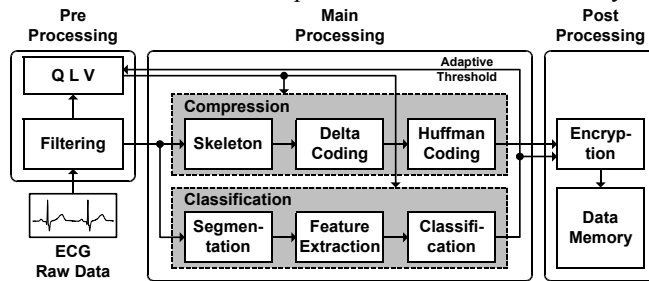 Pre
Processing
Main
Processing
Post
Processing
Q L V
Adaptive
Threshold
Compression
Filtering
Skeleton
Delta
Coding
Huffman
Coding
Encryp-
tion
Classification
Segmen-
tation
Feature
Extraction
Classifi-
cation
Data
Memory
ECG
Raw Data